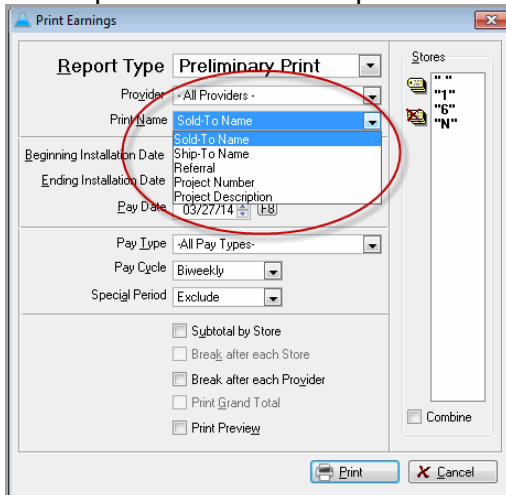 Print Earnings
Report Type Preliminary Print
Provider - All Providers -
Print Name Sold-To Name
Sold-To Name
Ship-To Name
Beginning Installation Date Referral
Ending Installation Date Project Number
Project Description
Pay Date 03/27/14 F8
Pay Type -All Pay Types-
Pay Cycle Biweekly
Special Period Exclude
Subtotal by Store
Break after each Store
Break after each Provider
Print Grand Total
Print Preview
Stores
" "
"1"
"6"
"N"
Combine
Print Cancel